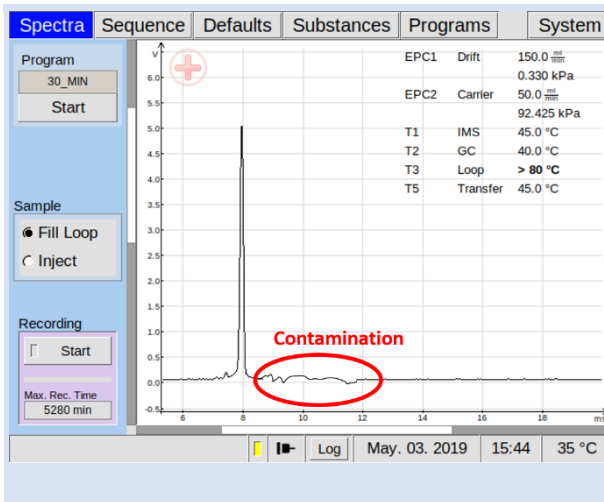 Spectra Sequence Defaults Substances Programs System
Program
30_MIN
Start
Sample
Fill Loop
Inject
Recording
Start
Max. Rec. Time
5280 min
V
6.0
5.5
5.0
4.5
4.0
3.5
3.0
2.5
2.0
1.5
1.0
0.5
0.0
-0.5
6 8 10 12 14 16 18 ms
EPC1 Drift 150.0 ml/min
0.330 kPa
EPC2 Carrier 50.0 ml/min
92.425 kPa
T1 IMS 45.0 °C
T2 GC 40.0 °C
T3 Loop > 80 °C
T5 Transfer 45.0 °C
Contamination
Log May. 03. 2019 15:44 35 °C